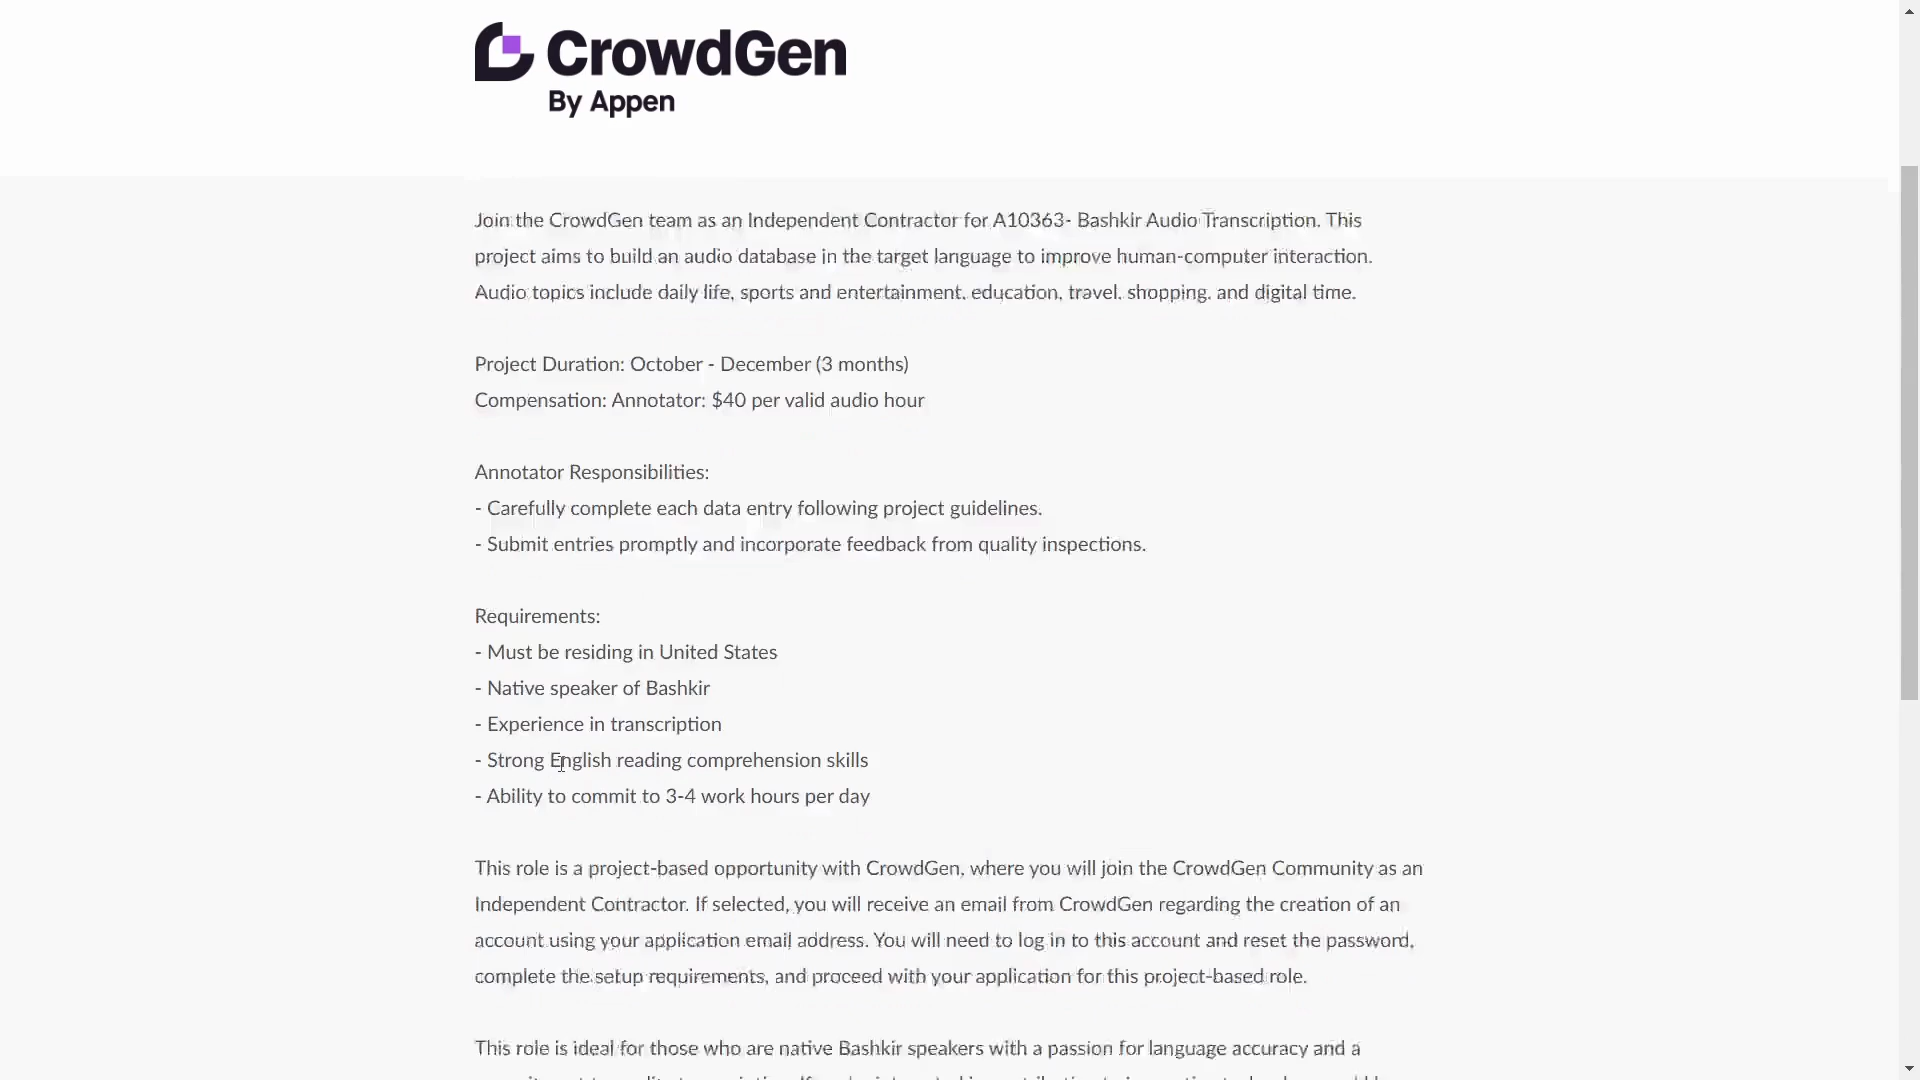 CrowdGen
By Appen
Join the CrowdGen team as an Independent Contractor for A10363- Bashkir Audio Transcription. This
project aims to build an audio database in the target language to improve human-computer interaction.
Audio topics include daily life, sports and entertainment, education, travel, shopping, and digital time.
Project Duration: October - December (3 months)
Compensation: Annotator: $40 per valid audio hour
Annotator Responsibilities:
- Carefully complete each data entry following project guidelines.
- Submit entries promptly and incorporate feedback from quality inspections.
Requirements:
- Must be residing in United States
- Native speaker of Bashkir
- Experience in transcription
- Strong English reading comprehension skills
- Ability to commit to 3-4 work hours per day
This role is a project-based opportunity with CrowdGen, where you will join the CrowdGen Community as an
Independent Contractor. If selected, you will receive an email from CrowdGen regarding the creation of an
account using your application email address. You will need to log in to this account and reset the password,
complete the setup requirements, and proceed with your application for this project-based role.
This role is ideal for those who are native Bashkir speakers with a passion for language accuracy and a